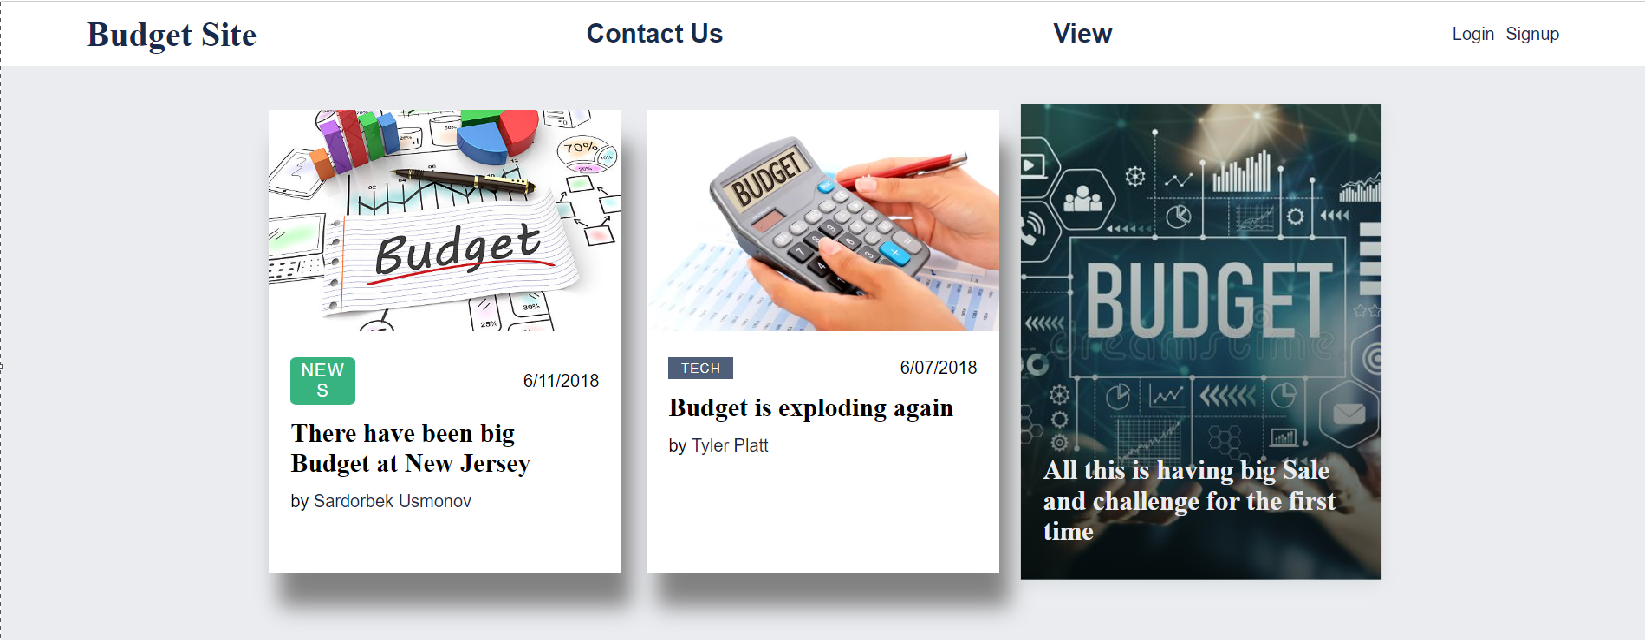 Budget Site
Contact Us
View
Login Signup
70%
Budget
NEW
S
6/11/2018
There have been big
Budget at New Jersey
by Sardorbek Usmonov
BUDGET
TECH
6/07/2018
Budget is exploding again
by Tyler Platt
BUDGET
dreamstime
All this is having big Sale
and challenge for the first
time